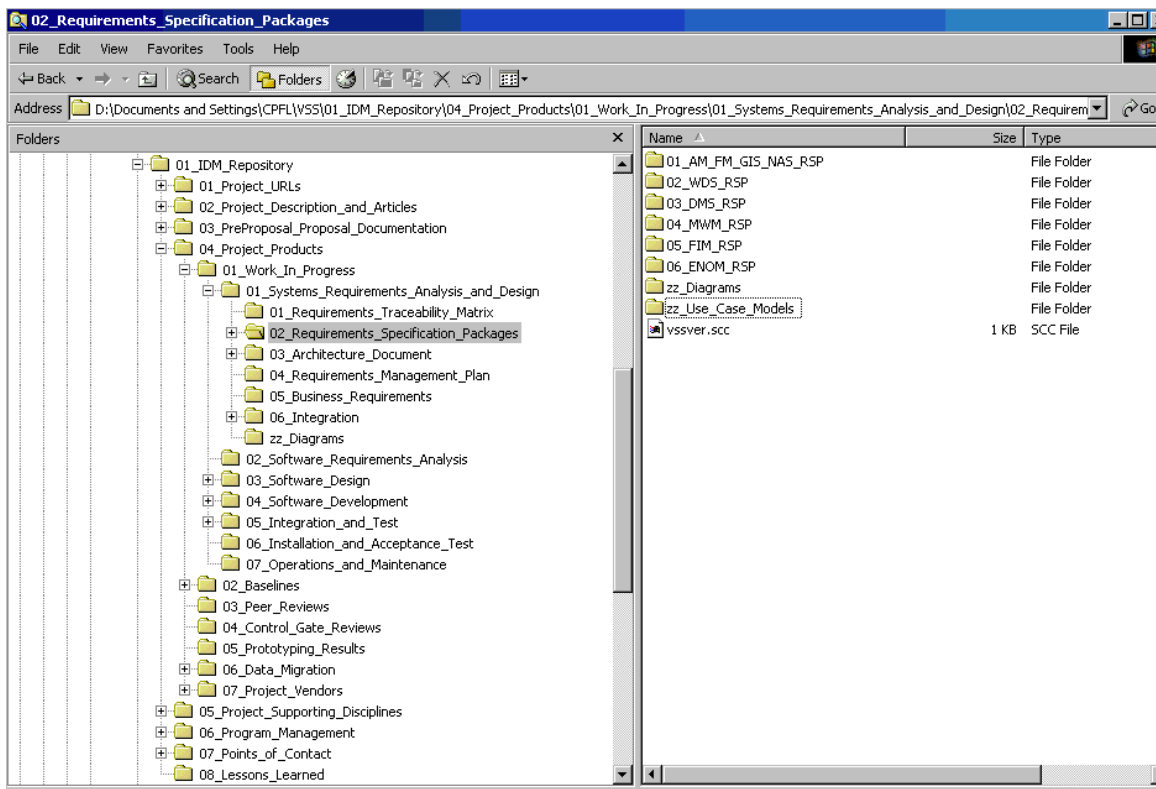 02_Requirements_Specification_Packages
File Edit View Favorites Tools Help
Back Search Folders
Address D:\Documents and Settings\CPFL\VSS\01_IDM_Repository\04_Project_Products\01_Work_In_Progress\01_Systems_Requirements_Analysis_and_Design\02_Requirem Go
Folders
01_IDM_Repository
01_Project_URLs
02_Project_Description_and_Articles
03_PreProposal_Proposal_Documentation
04_Project_Products
01_Work_In_Progress
01_Systems_Requirements_Analysis_and_Design
01_Requirements_Traceability_Matrix
02_Requirements_Specification_Packages
03_Architecture_Document
04_Requirements_Management_Plan
05_Business_Requirements
06_Integration
zz_Diagrams
02_Software_Requirements_Analysis
03_Software_Design
04_Software_Development
05_Integration_and_Test
06_Installation_and_Acceptance_Test
07_Operations_and_Maintenance
02_Baselines
03_Peer_Reviews
04_Control_Gate_Reviews
05_Prototyping_Results
06_Data_Migration
07_Project_Vendors
05_Project_Supporting_Disciplines
06_Program_Management
07_Points_of_Contact
08_Lessons_Learned
Name Size Type
01_AM_FM_GIS_NAS_RSP File Folder
02_WDS_RSP File Folder
03_DMS_RSP File Folder
04_MWM_RSP File Folder
05_FIM_RSP File Folder
06_ENOM_RSP File Folder
zz_Diagrams File Folder
zz_Use_Case_Models File Folder
vssver.scc 1 KB SCC File